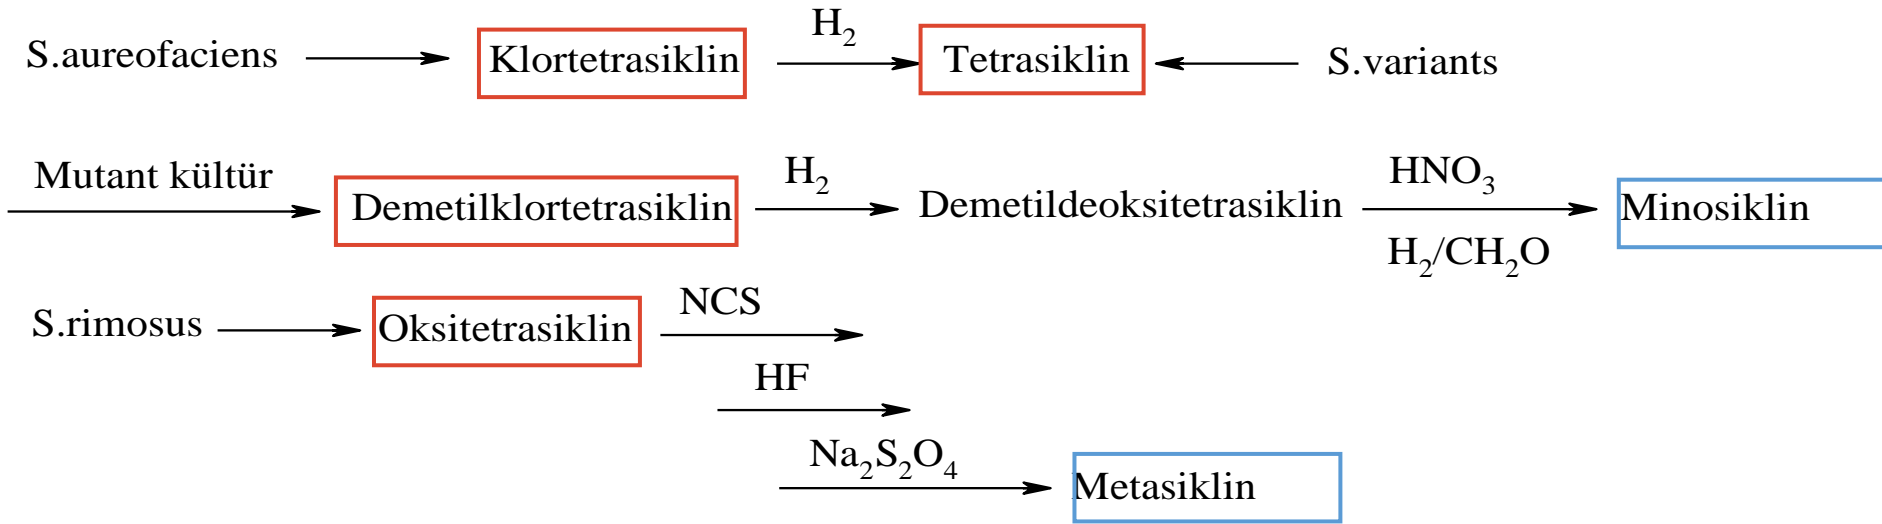 H₂
S.aureofaciens Klortetrasiklin Tetrasiklin S.variants
Mutant kültür H₂ HNO₃
Demetilklortetrasiklin Demetildeoksitetrasiklin Minosiklin
H₂/CH₂O
NCS
S.rimosus Oksitetrasiklin
HF
Na₂S₂O₄
Metasiklin